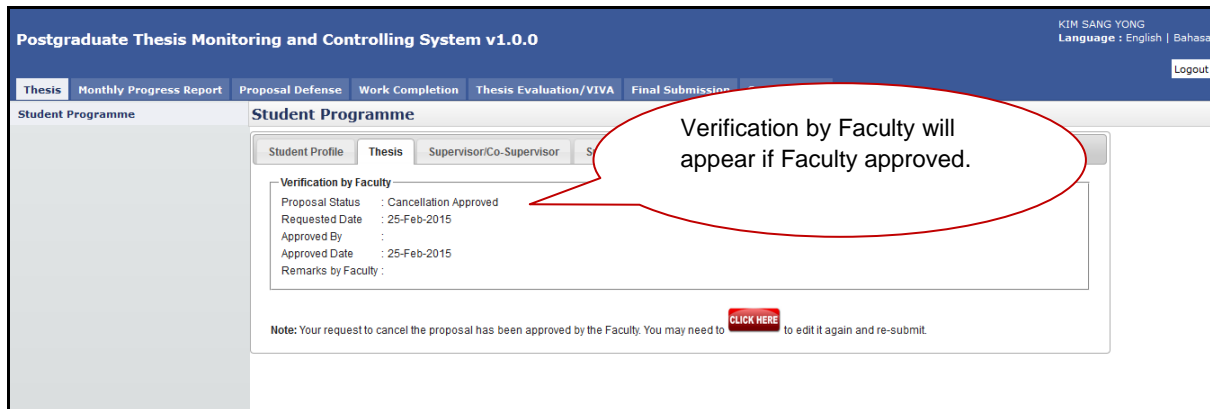 KIM SANG YONG
Postgraduate Thesis Monitoring and Controlling System v1.0.0
Language : English | Bahasa
Logout
Thesis Monthly Progress Report Proposal Defense Work Completion Thesis Evaluation/VIVA Final Submission
Student Programme
Student Programme
Verification by Faculty will
appear if Faculty approved.
Student Profile Thesis Supervisor/Co-Supervisor
Verification by Faculty
Proposal Status : Cancellation Approved
Requested Date : 25-Feb-2015
Approved By :
Approved Date : 25-Feb-2015
Remarks by Faculty :
Note: Your request to cancel the proposal has been approved by the Faculty. You may need to CLICK HERE to edit it again and re-submit.